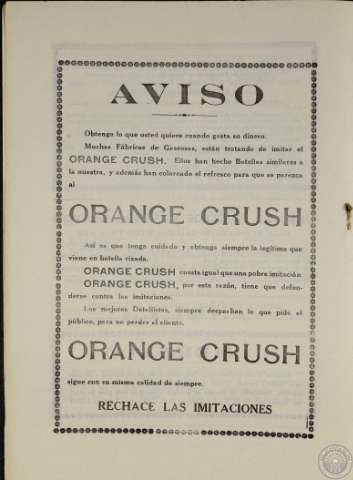 AVISO
Obtenga lo que usted quiere cuando gasta su dinero.
Muchas Fábricas de Gaseosas, están tratando de imitar el
ORANGE CRUSH. Ellos han hecho Botellas similares a
la nuestra, y además han coloreado el refresco para que se parezca
al
ORANGE CRUSH
Así es que tenga cuidado y obtenga siempre la legítima que
viene en botella rizada.
ORANGE CRUSH cuesta igual que una pobre imitación
ORANGE CRUSH, por esta razón, tiene que defen-
derse contra las imitaciones.
Los mejores Detallistas, siempre despachan lo que pide el
público, para no perder el cliente.
ORANGE CRUSH
sigue con su misma calidad de siempre.
RECHACE LAS IMITACIONES